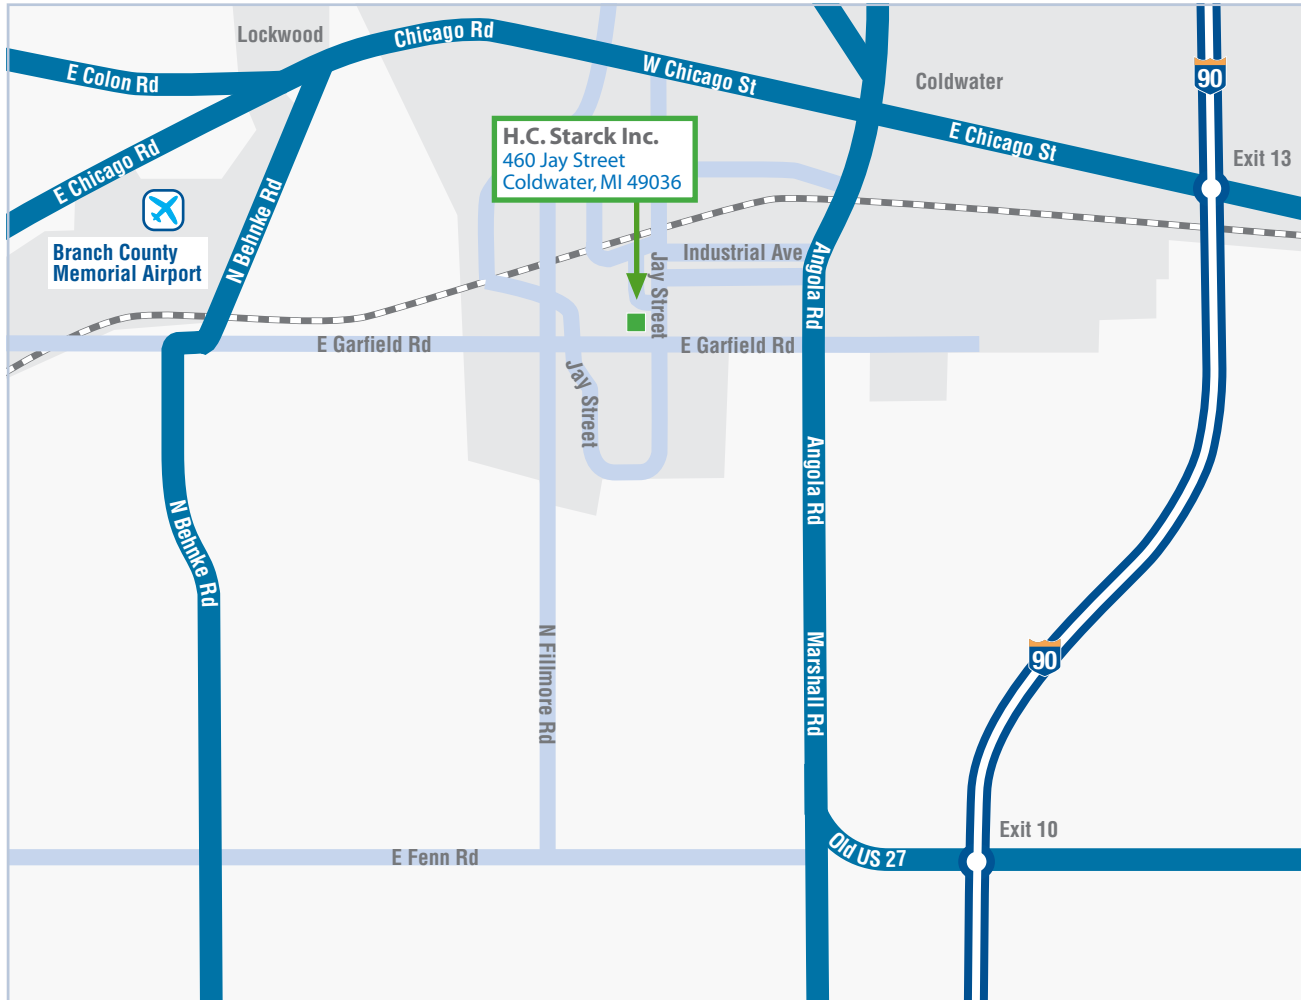 Lockwood
Chicago Rd
E Colon Rd
W Chicago St
90
Coldwater
H.C. Starck Inc.
460 Jay Street
Coldwater, MI 49036
E Chicago St
Exit 13
E Chicago Rd
N Behnke Rd
Branch County
Memorial Airport
Industrial Ave
Jay Street
Angola Rd
E Garfield Rd
E Garfield Rd
Jay Street
Angola Rd
N Behnke Rd
N Fillmore Rd
Marshall Rd
90
Exit 10
E Fenn Rd
Old US 27